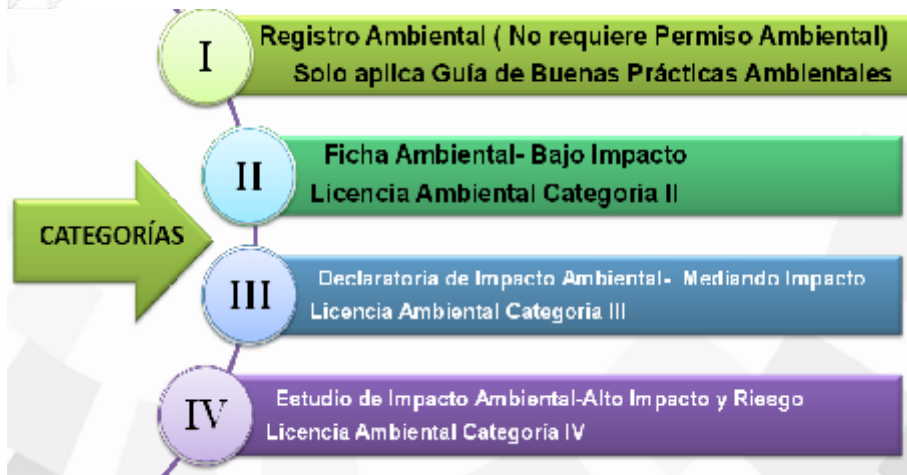 I
Registro Ambiental ( No requiere Permiso Ambiental)
Solo aplica Guía de Buenas Prácticas Ambientales
II
Ficha Ambiental- Bajo Impacto
Licencia Ambiental Categoria II
CATEGORÍAS
III
Declaratoria de Impacto Ambiental- Mediando Impacto
Licencia Ambiental Categoria III
IV
Estudio de Impacto Ambiental-Alto Impacto y Riesgo
Licencia Ambiental Categoria IV